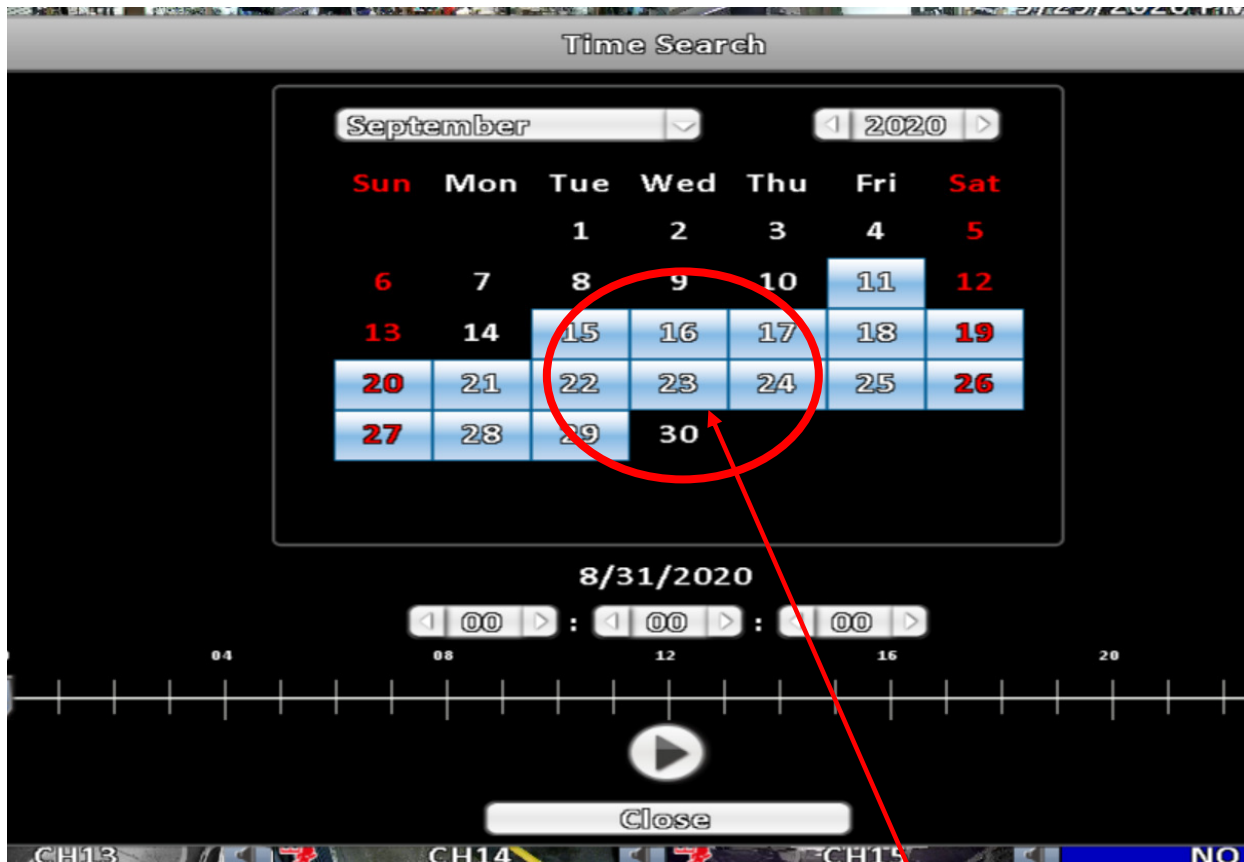 Time Search
September 2020
Sun Mon Tue Wed Thu Fri Sat
1 2 3 4 5
6 7 8 9 10 11 12
13 14 15 16 17 18 19
20 21 22 23 24 25 26
27 28 29 30
8/31/2020
00 : 00 : 00
04 08 12 16 20
Close
CH13 CH14 CH15 NO